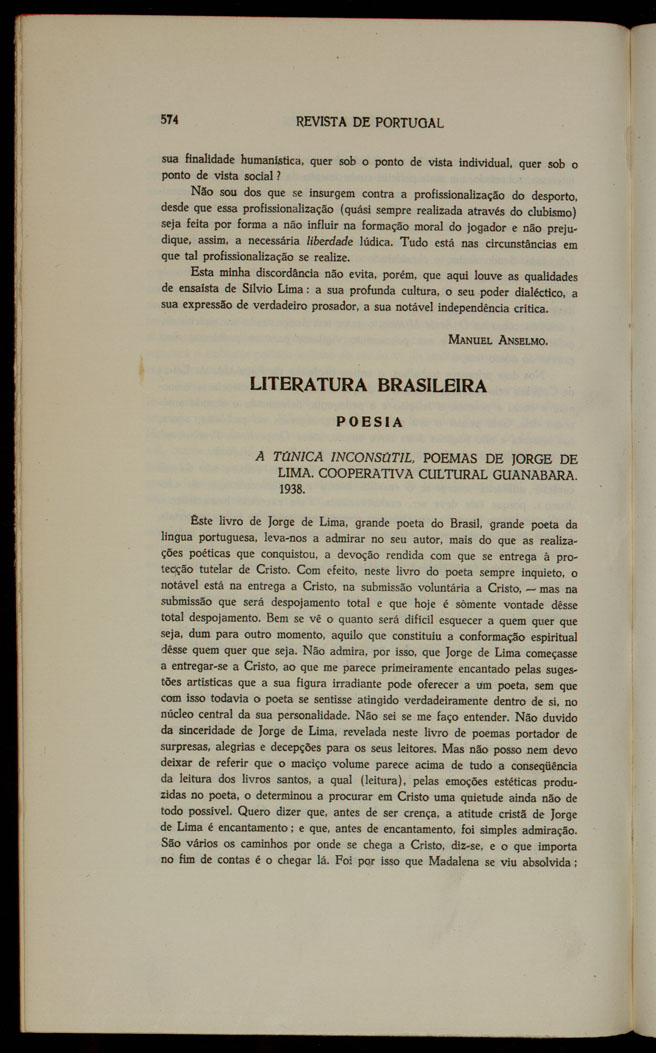 574 REVISTA DE PORTUGAL
sua finalidade humanística, quer sob o ponto de vista individual, quer sob o
ponto de vista social ?
Não sou dos que se insurgem contra a profissionalização do desporto,
desde que essa profissionalização (quási sempre realizada através do clubismo)
seja feita por forma a não influir na formação moral do jogador e não preju-
dique, assim, a necessária liberdade lúdica. Tudo está nas circunstâncias em
que tal profissionalização se realize.
Esta minha discordância não evita, porém, que aqui louve as qualidades
de ensaísta de Sílvio Lima : a sua profunda cultura, o seu poder dialéctico, a
sua expressão de verdadeiro prosador, a sua notável independência crítica.
MANUEL ANSELMO.
LITERATURA BRASILEIRA
POESIA
A TÚNICA INCONSÚTIL, POEMAS DE JORGE DE
LIMA. COOPERATIVA CULTURAL GUANABARA.
1938.
Êste livro de Jorge de Lima, grande poeta do Brasil, grande poeta da
língua portuguesa, leva-nos a admirar no seu autor, mais do que as realiza-
ções poéticas que conquistou, a devoção rendida com que se entrega à pro-
tecção tutelar de Cristo. Com efeito, neste livro do poeta sempre inquieto, o
notável está na entrega a Cristo, na submissão voluntária a Cristo, — mas na
submissão que será despojamento total e que hoje é sòmente vontade dêsse
total despojamento. Bem se vê o quanto será difícil esquecer a quem quer que
seja, dum para outro momento, aquilo que constituiu a conformação espiritual
dêsse quem quer que seja. Não admira, por isso, que Jorge de Lima começasse
a entregar-se a Cristo, ao que me parece primeiramente encantado pelas suges-
tões artísticas que a sua figura irradiante pode oferecer a um poeta, sem que
com isso todavia o poeta se sentisse atingido verdadeiramente dentro de si, no
núcleo central da sua personalidade. Não sei se me faço entender. Não duvido
da sinceridade de Jorge de Lima, revelada neste livro de poemas portador de
surpresas, alegrias e decepções para os seus leitores. Mas não posso nem devo
deixar de referir que o maciço volume parece acima de tudo a conseqüência
da leitura dos livros santos, a qual (leitura), pelas emoções estéticas produ-
zidas no poeta, o determinou a procurar em Cristo uma quietude ainda não de
todo possível. Quero dizer que, antes de ser crença, a atitude cristã de Jorge
de Lima é encantamento ; e que, antes de encantamento, foi simples admiração.
São vários os caminhos por onde se chega a Cristo, diz-se, e o que importa
no fim de contas é o chegar lá. Foi por isso que Madalena se viu absolvida ;